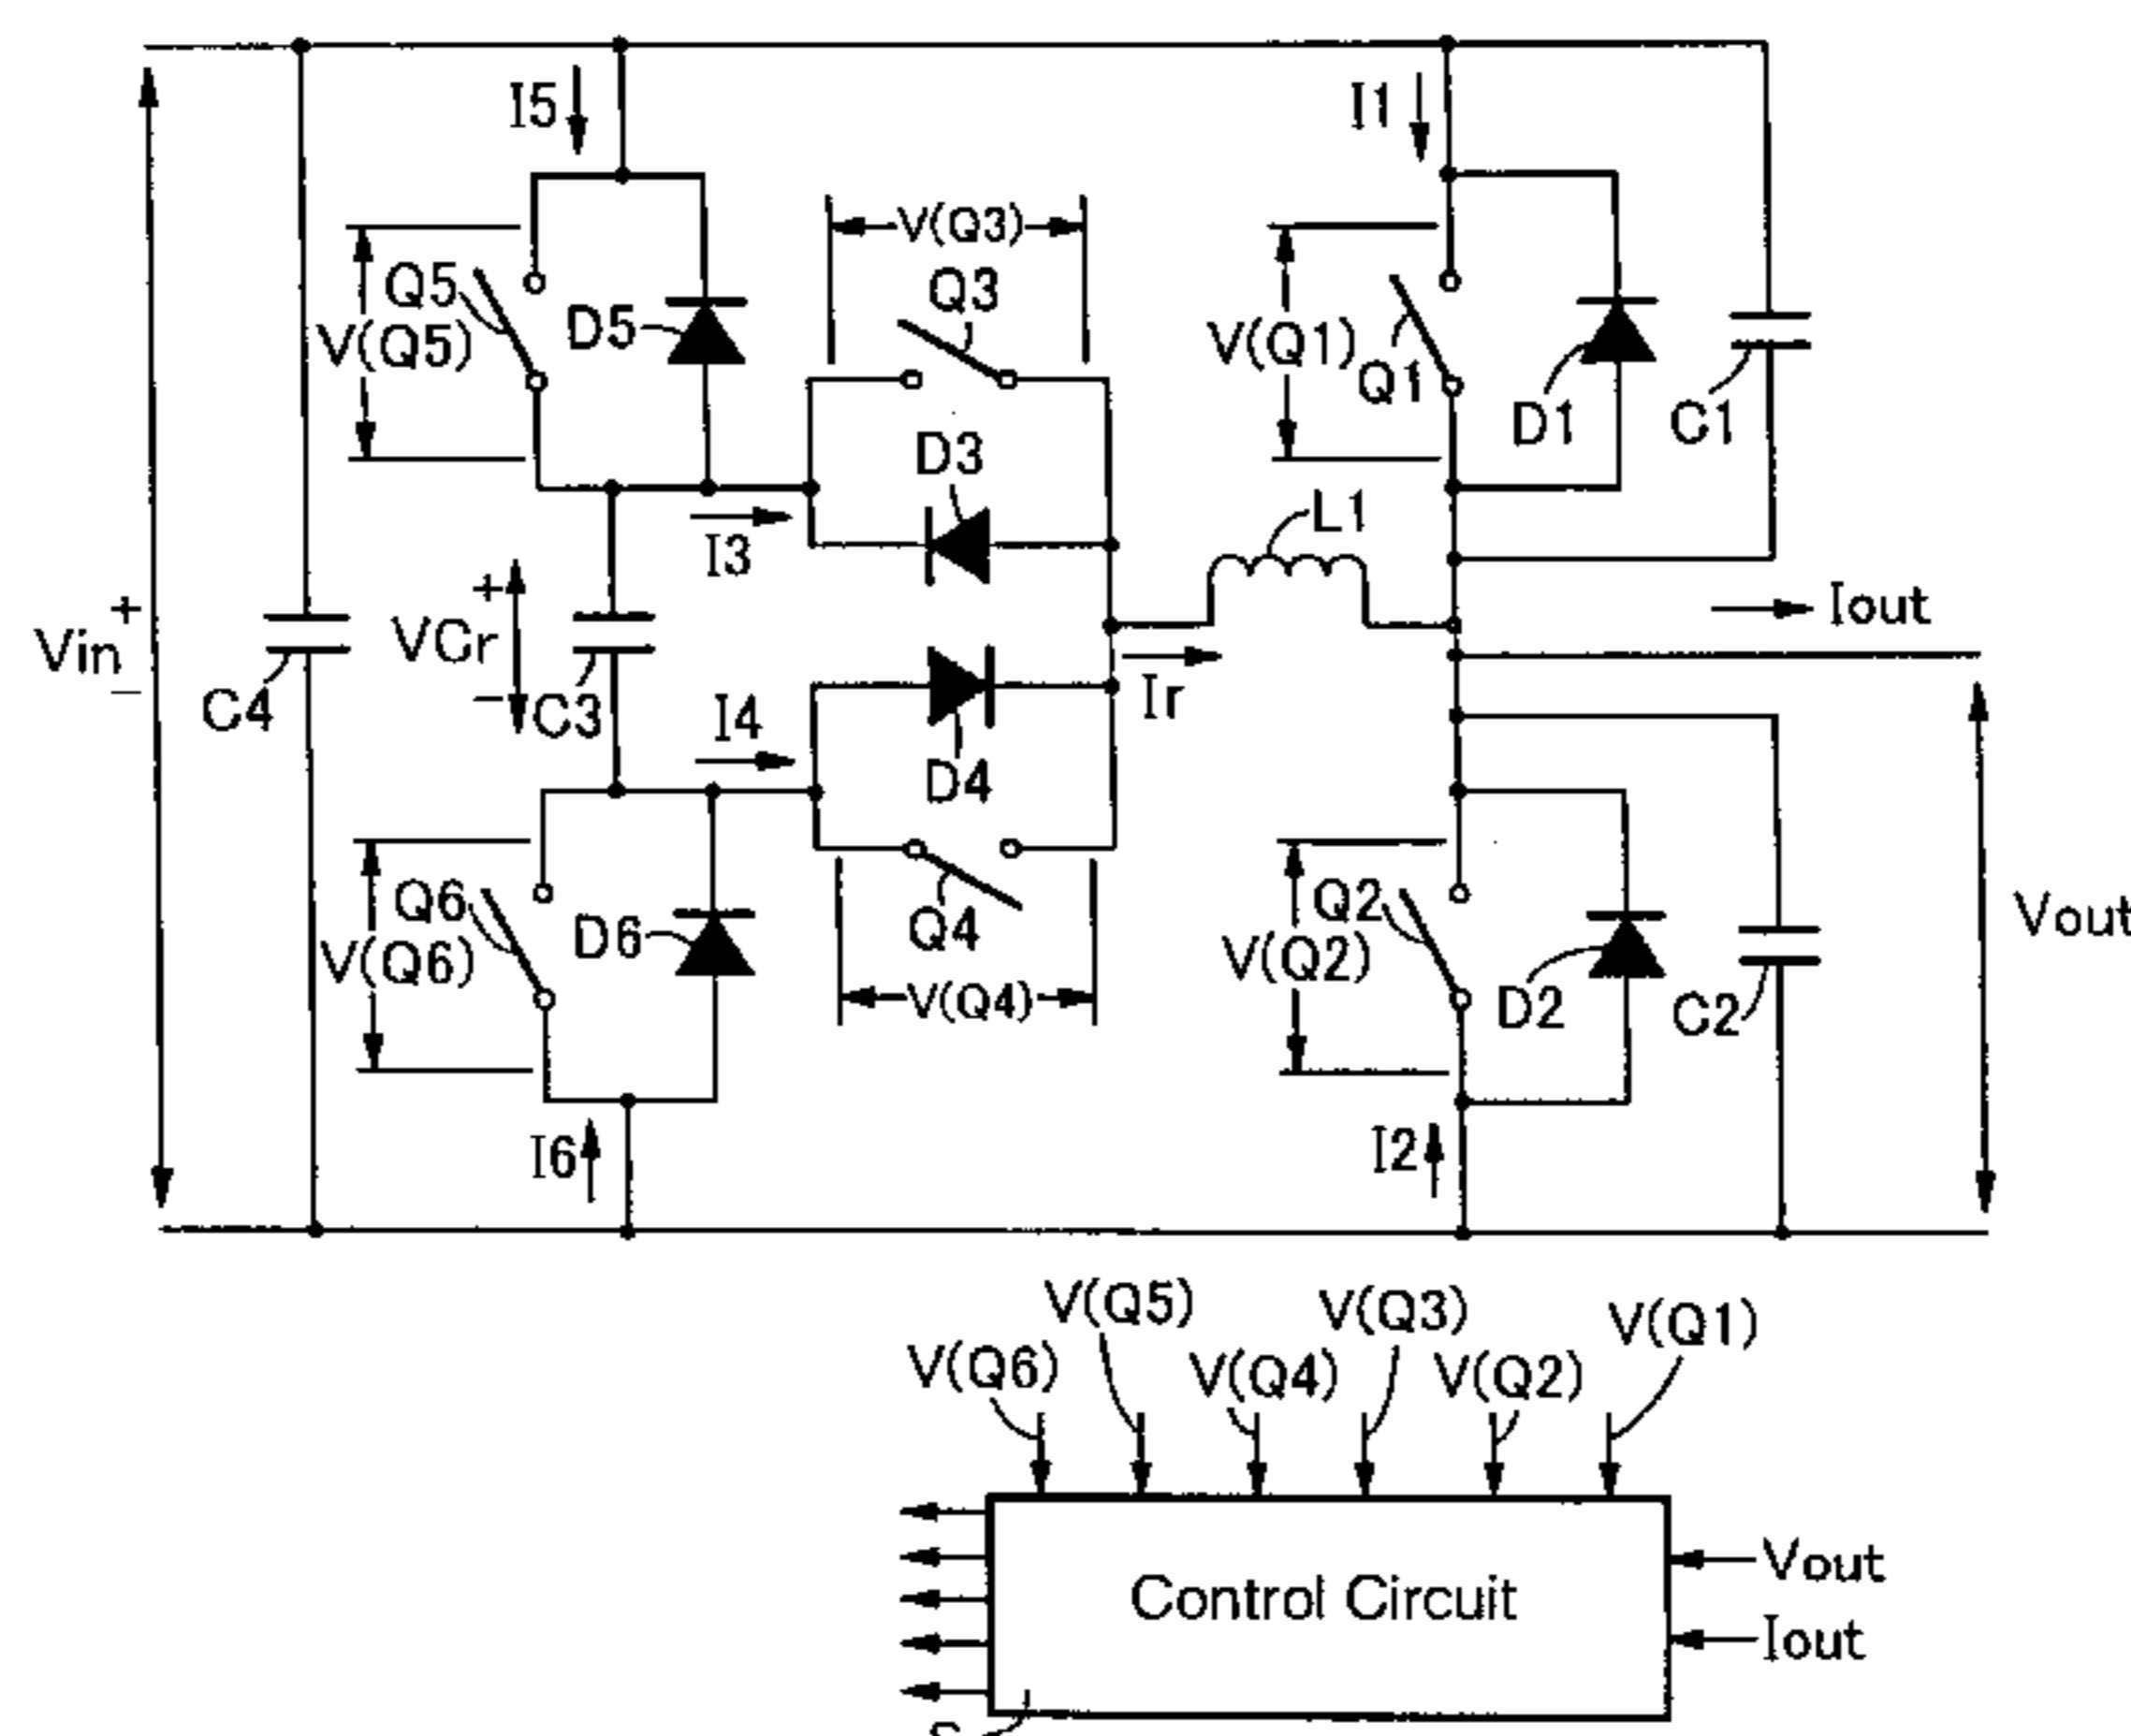 I5
I1
V(Q3)
Q5
Q3
V(Q5)
D5
V(Q1)
Q1
D1
C1
D3
L1
I3
+
Vin
−
+
VCr
−
C4
C3
I4
Ir
Iout
D4
Q6
Q4
Q2
V(Q6)
D6
V(Q4)
V(Q2)
D2
C2
Vout
I6
I2
V(Q5)
V(Q3)
V(Q1)
V(Q6)
V(Q4)
V(Q2)
Control Circuit
Vout
Iout